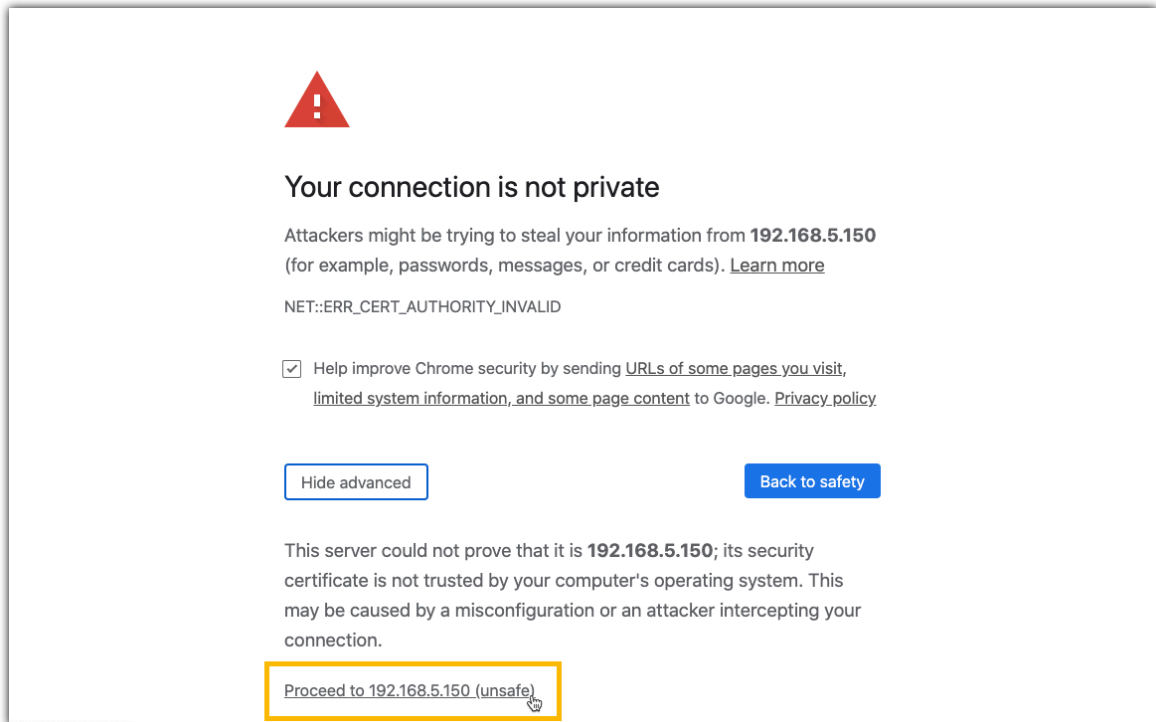 Your connection is not private
Attackers might be trying to steal your information from 192.168.5.150
(for example, passwords, messages, or credit cards). Learn more
NET::ERR_CERT_AUTHORITY_INVALID
Help improve Chrome security by sending URLs of some pages you visit,
limited system information, and some page content to Google. Privacy policy
Hide advanced
Back to safety
This server could not prove that it is 192.168.5.150; its security
certificate is not trusted by your computer's operating system. This
may be caused by a misconfiguration or an attacker intercepting your
connection.
Proceed to 192.168.5.150 (unsafe)